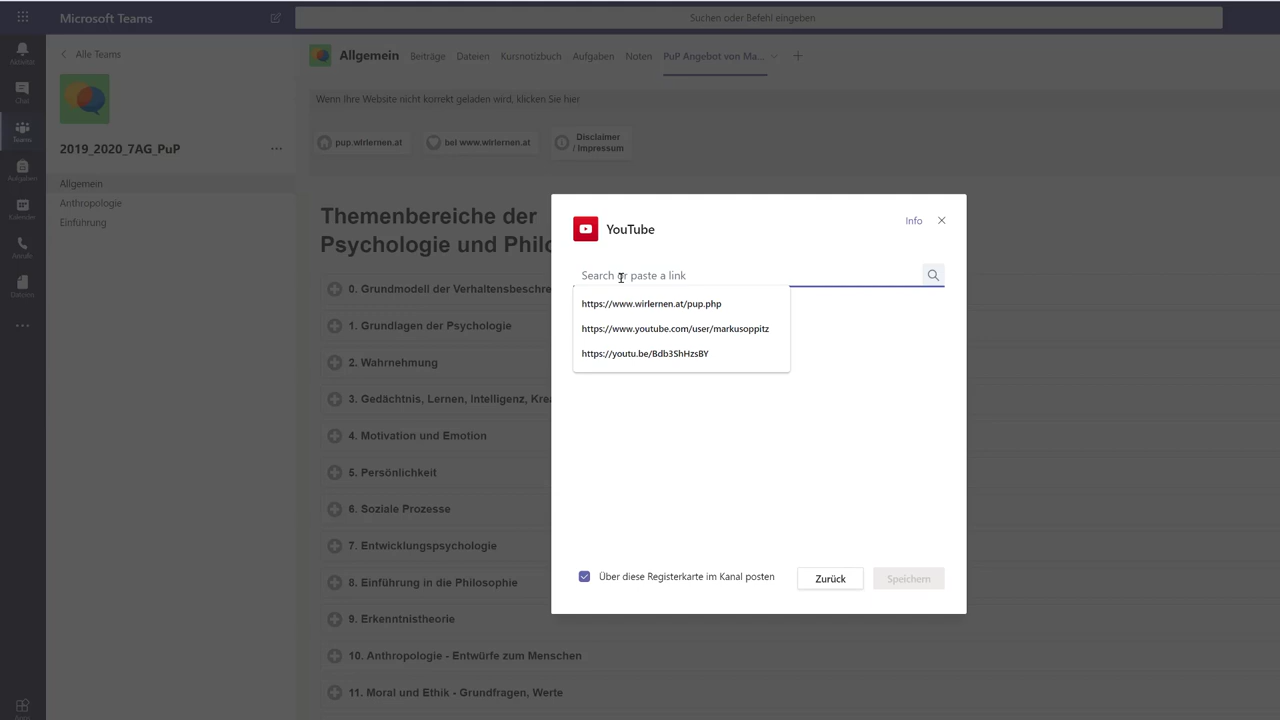 Microsoft Teams
Suchen oder Befehl eingeben
Aktivität
Chat
Teams
Aufgaben
Kalender
Anrufe
Dateien
Alle Teams
2019_2020_7AG_PuP
Allgemein
Anthropologie
Einführung
Allgemein Beiträge Dateien Kursnotizbuch Aufgaben Noten PuP Angebot von Ma...
Wenn Ihre Website nicht korrekt geladen wird, klicken Sie hier
pup.wirlernen.at
bei www.wirlernen.at
Disclaimer
/ Impressum
Themenbereiche der
Psychologie und Philo
0. Grundmodell der Verhaltensbeschre
1. Grundlagen der Psychologie
2. Wahrnehmung
3. Gedächtnis, Lernen, Intelligenz, Krea
4. Motivation und Emotion
5. Persönlichkeit
6. Soziale Prozesse
7. Entwicklungspsychologie
8. Einführung in die Philosophie
9. Erkenntnistheorie
10. Anthropologie - Entwürfe zum Menschen
11. Moral und Ethik - Grundfragen, Werte
YouTube
Info
Search or paste a link
https://www.wirlernen.at/pup.php
https://www.youtube.com/user/markusoppitz
https://youtu.be/Bdb3ShHzsBY
Über diese Registerkarte im Kanal posten
Zurück
Speichern